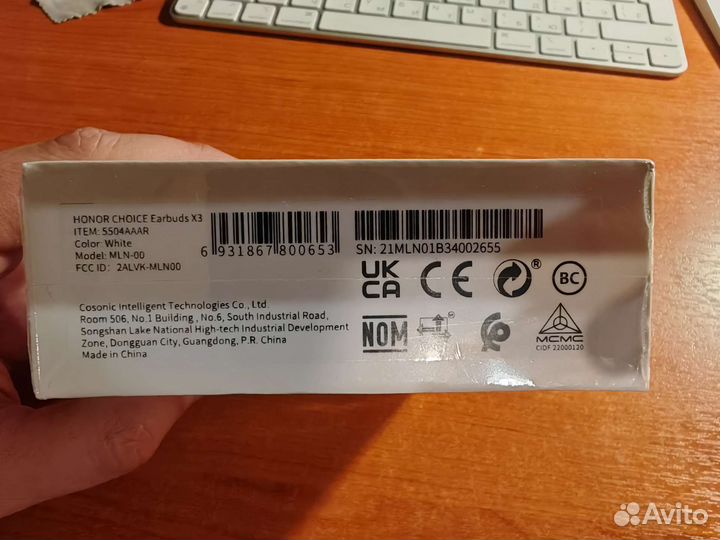 HONOR CHOICE Earbuds X3
ITEM: 5504AAAR
Color: White
Model: MLN-00
FCC ID: 2ALVK-MLN00
6 931867 800653
SN: 21MLN01B34002655
UK
CA
CE
®
BC
Cosonic Intelligent Technologies Co., Ltd
Room 506, No.1 Building , No.6, South Industrial Road,
Songshan Lake National High-tech Industrial Development
Zone, Dongguan City, Guangdong, P.R. China
Made in China
NOM
MCMC
CIDF 22000120
Avito